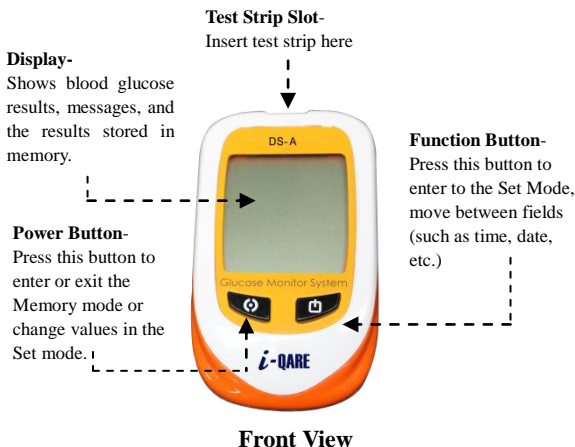 Test Strip Slot-
Insert test strip here
Display-
Shows blood glucose
results, messages, and
the results stored in
memory.
DS-A
Function Button-
Press this button to
enter to the Set Mode,
move between fields
(such as time, date,
etc.)
Power Button-
Press this button to
enter or exit the
Memory mode or
change values in the
Set mode.
Glucose Monitor System
i-QARE
Front View